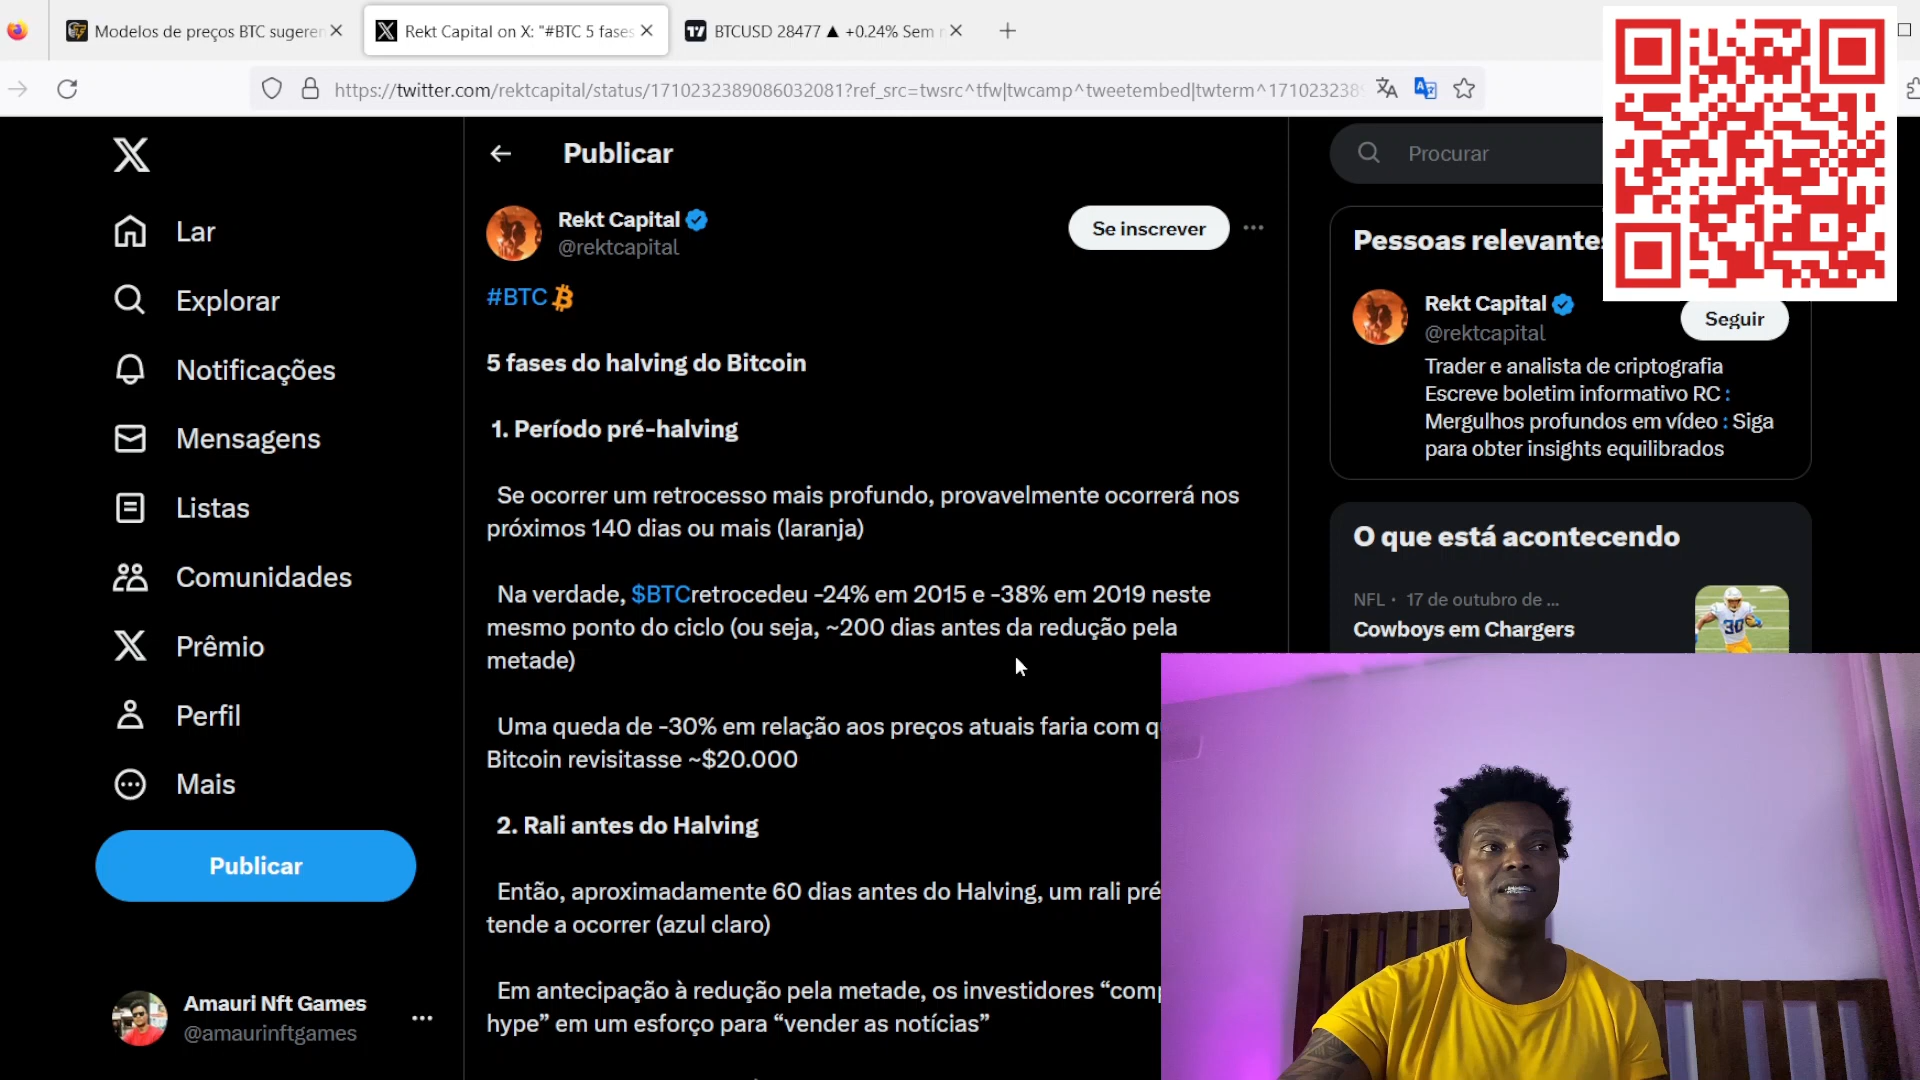 Modelos de preços BTC sugeren
Rekt Capital on X: "#BTC 5 fases
BTCUSD 28477 ▲ +0.24% Sem n
https://twitter.com/rektcapital/status/1710232389086032081?ref_src=twsrc^tfw|twcamp^tweetembed|twterm^171023238
Lar
Explorar
Notificações
Mensagens
Listas
Comunidades
Prêmio
Perfil
Mais
Publicar
Amauri Nft Games
@amaurinftgames
Publicar
Rekt Capital
@rektcapital
Se inscrever
#BTC
5 fases do halving do Bitcoin
1. Período pré-halving
Se ocorrer um retrocesso mais profundo, provavelmente ocorrerá nos
próximos 140 dias ou mais (laranja)
Na verdade, $BTCretrocedeu -24% em 2015 e -38% em 2019 neste
mesmo ponto do ciclo (ou seja, ~200 dias antes da redução pela
metade)
Uma queda de -30% em relação aos preços atuais faria com q
Bitcoin revisitasse ~$20.000
2. Rali antes do Halving
Então, aproximadamente 60 dias antes do Halving, um rali pré
tende a ocorrer (azul claro)
Em antecipação à redução pela metade, os investidores “comp
hype” em um esforço para “vender as notícias”
Procurar
Pessoas relevantes
Rekt Capital
@rektcapital
Seguir
Trader e analista de criptografia
Escreve boletim informativo RC :
Mergulhos profundos em vídeo : Siga
para obter insights equilibrados
O que está acontecendo
NFL · 17 de outubro de ...
Cowboys em Chargers